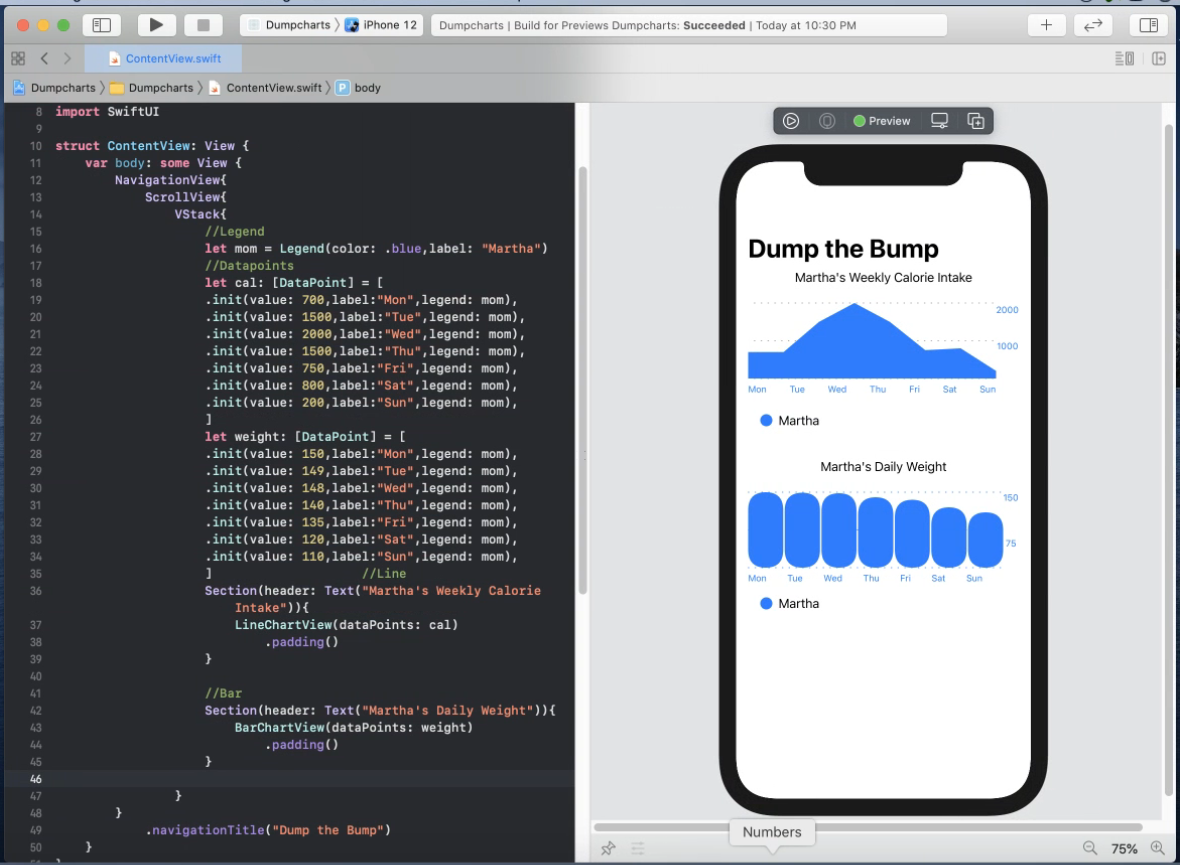 Dumpcharts 〉 iPhone 12
Dumpcharts | Build for Previews Dumpcharts: Succeeded | Today at 10:30 PM
ContentView.swift
Dumpcharts 〉 Dumpcharts 〉 ContentView.swift 〉 P body
8 import SwiftUI
9
10 struct ContentView: View {
11 var body: some View {
12 NavigationView{
13 ScrollView{
14 VStack{
15 //Legend
16 let mom = Legend(color: .blue,label: "Martha")
17 //Datapoints
18 let cal: [DataPoint] = [
19 .init(value: 700,label:"Mon",legend: mom),
20 .init(value: 1500,label:"Tue",legend: mom),
21 .init(value: 2000,label:"Wed",legend: mom),
22 .init(value: 1500,label:"Thu",legend: mom),
23 .init(value: 750,label:"Fri",legend: mom),
24 .init(value: 800,label:"Sat",legend: mom),
25 .init(value: 200,label:"Sun",legend: mom),
26 ]
27 let weight: [DataPoint] = [
28 .init(value: 150,label:"Mon",legend: mom),
29 .init(value: 149,label:"Tue",legend: mom),
30 .init(value: 148,label:"Wed",legend: mom),
31 .init(value: 140,label:"Thu",legend: mom),
32 .init(value: 135,label:"Fri",legend: mom),
33 .init(value: 120,label:"Sat",legend: mom),
34 .init(value: 110,label:"Sun",legend: mom),
35 ] //Line
36 Section(header: Text("Martha's Weekly Calorie
Intake")){
37 LineChartView(dataPoints: cal)
38 .padding()
39 }
40
41 //Bar
42 Section(header: Text("Martha's Daily Weight")){
43 BarChartView(dataPoints: weight)
44 .padding()
45 }
46
47 }
48 }
49 .navigationTitle("Dump the Bump")
50 }
Preview
Dump the Bump
Martha's Weekly Calorie Intake
2000
1000
Mon Tue Wed Thu Fri Sat Sun
Martha
Martha's Daily Weight
150
75
Mon Tue Wed Thu Fri Sat Sun
Martha
Numbers
75%